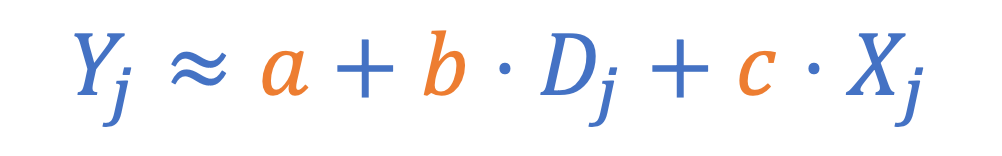 Yⱼ ≈ a + b · Dⱼ + c · Xⱼ